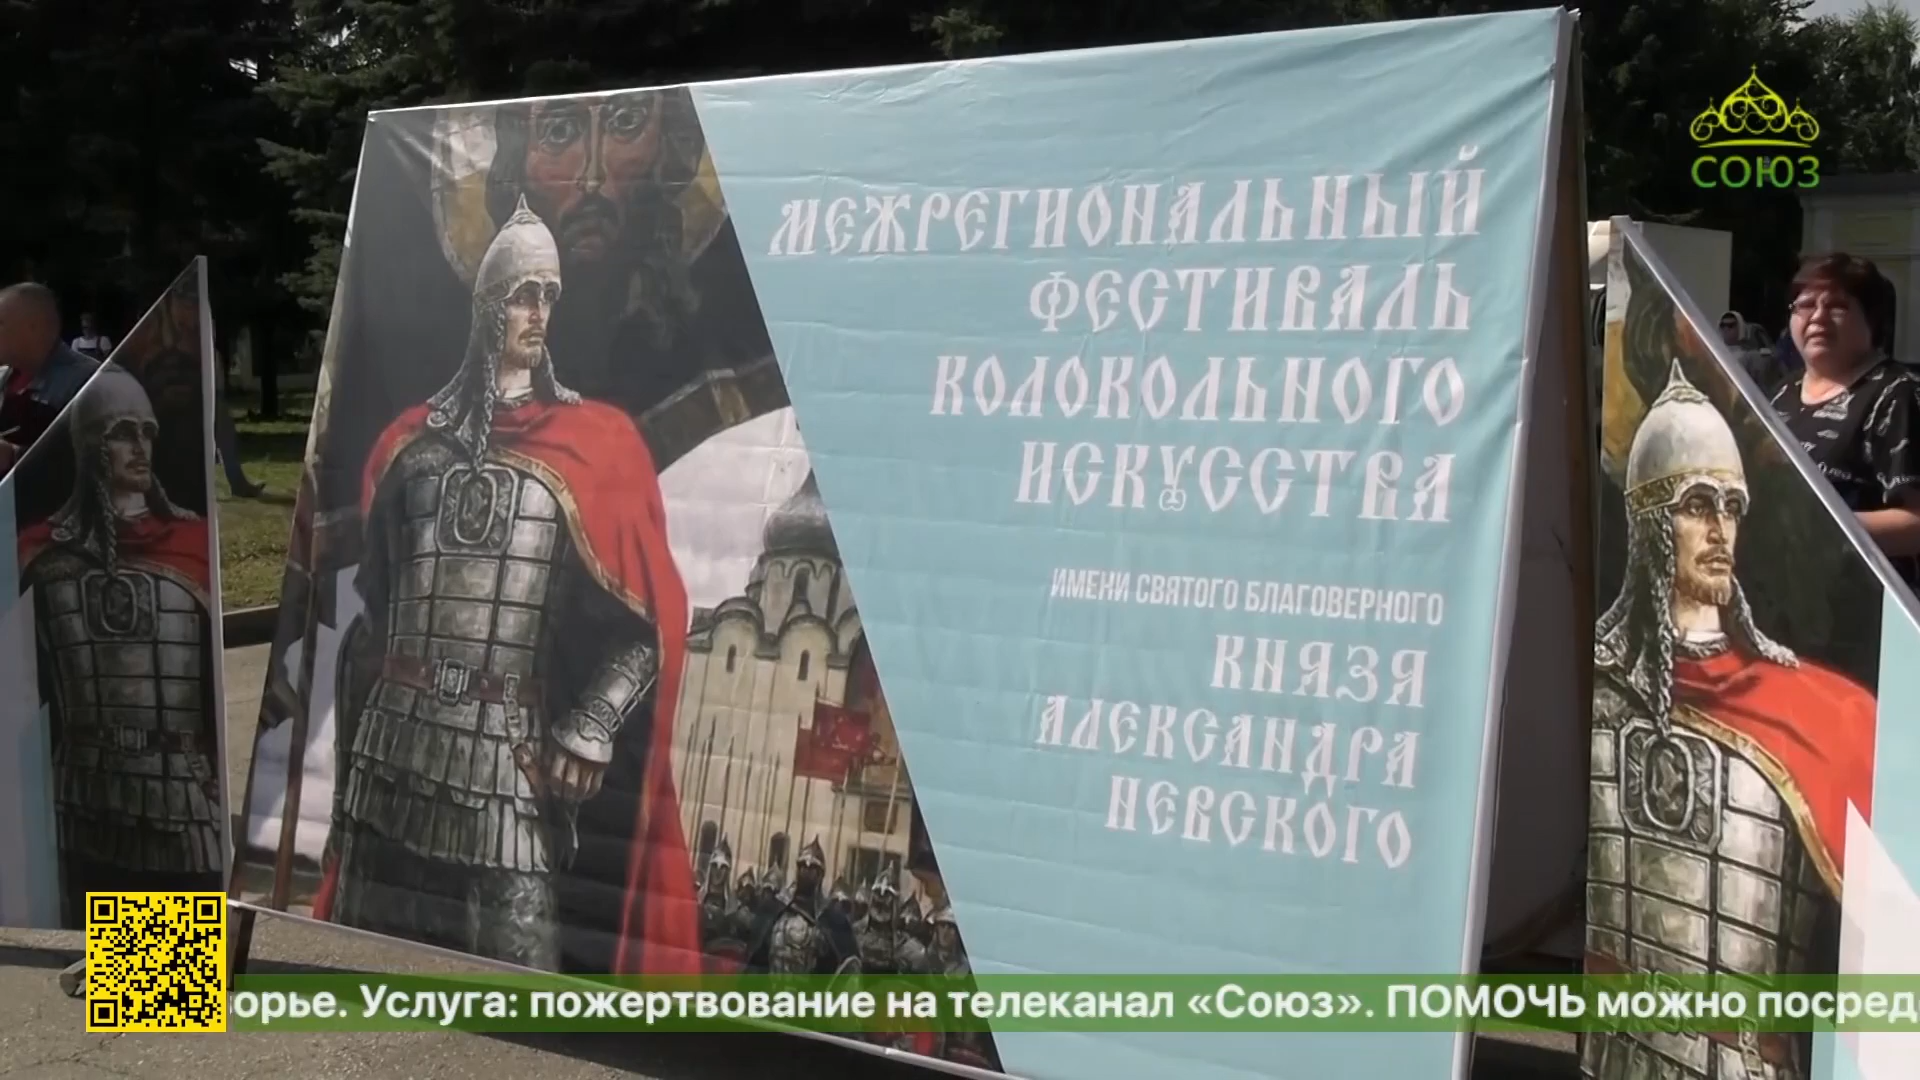 СОЮЗ
МЕЖРЕГИОНАЛЬНЫЙ
ФЕСТИВАЛЬ
КОЛОКОЛЬНОГО
ИСКУССТВА
ИМЕНИ СВЯТОГО БЛАГОВЕРНОГО
КНЯЗЯ
АЛЕКСАНДРА
НЕВСКОГО
ворье. Услуга: пожертвование на телеканал «Союз». ПОМОЧЬ можно посред